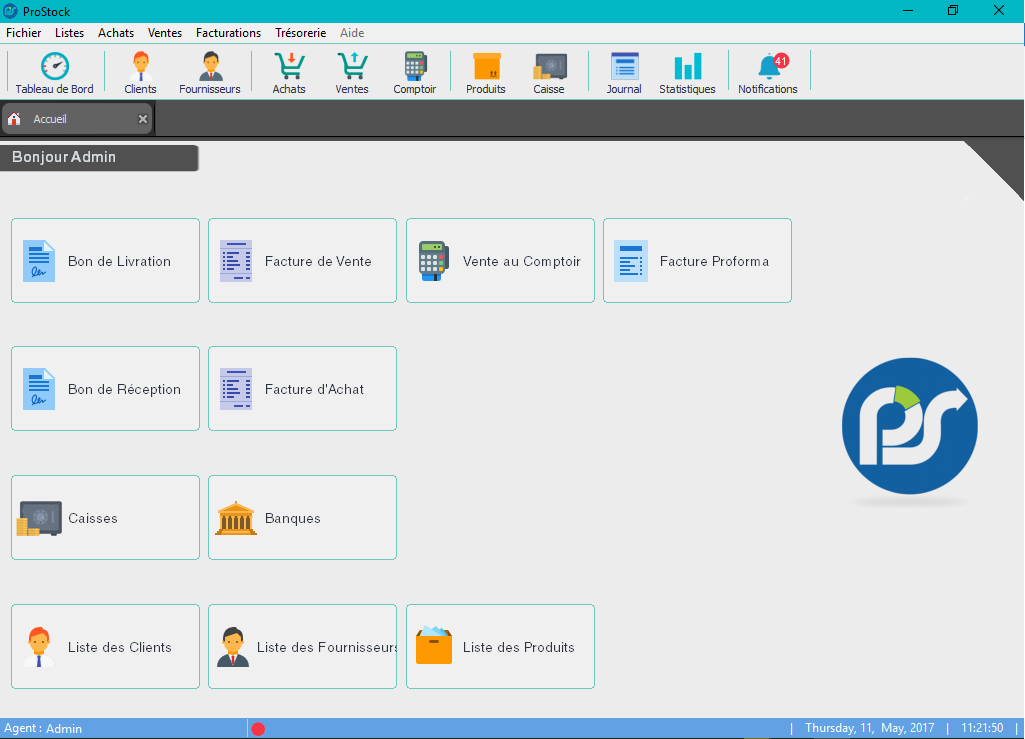 ProStock
Fichier Listes Achats Ventes Facturations Trésorerie Aide
41
Tableau de Bord Clients Fournisseurs Achats Ventes Comptoir Produits Caisse Journal Statistiques Notifications
Accueil
Bonjour Admin
Bon de Livration Facture de Vente Vente au Comptoir Facture Proforma
Bon de Réception Facture d'Achat
PS
Caisses Banques
Liste des Clients Liste des Fournisseurs Liste des Produits
Agent : Admin | Thursday, 11, May, 2017 | 11:21:50 |